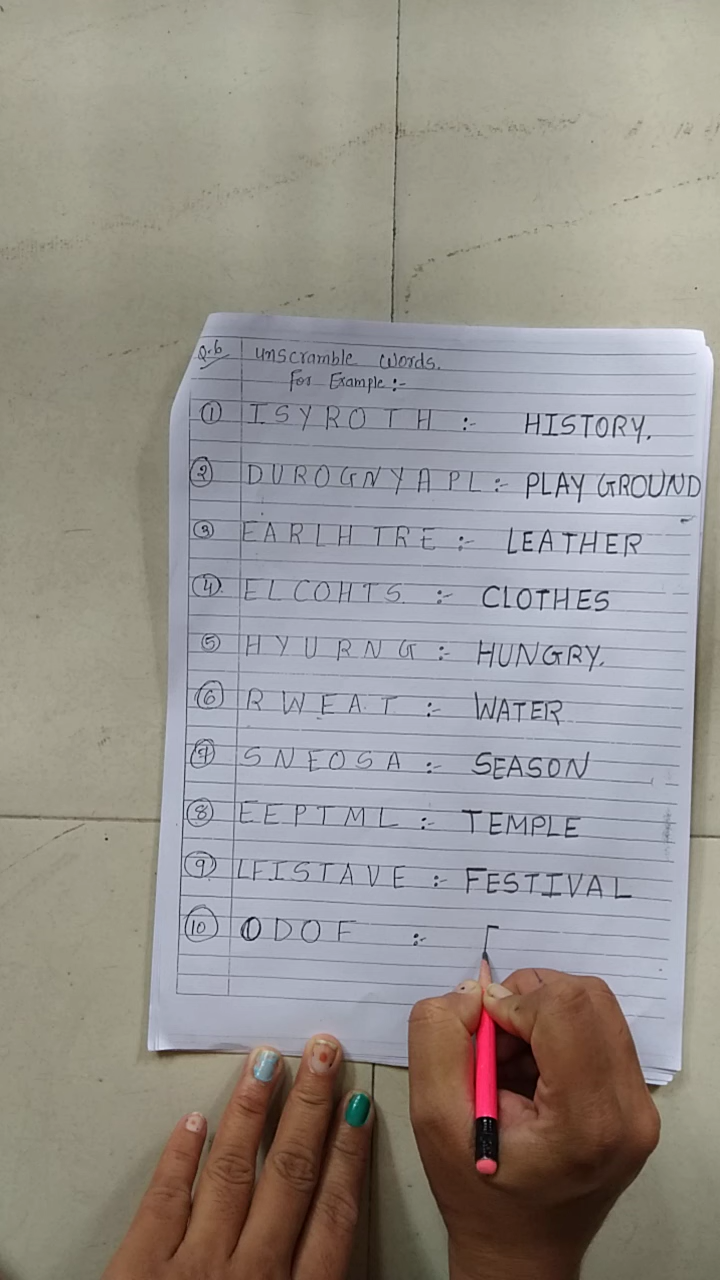 Q.6 unscramble words.
For Example :-
① ISYROTH :- HISTORY.
② DUROGNYAPL :- PLAY GROUND
③ EARLHTRE :- LEATHER
④ ELCOHTS :- CLOTHES
⑤ HYURNG :- HUNGRY.
⑥ RWEAT :- WATER
⑦ SNEOSA :- SEASON
⑧ EEPTML :- TEMPLE
⑨ LFISTAVE :- FESTIVAL
⑩ ODOF :-